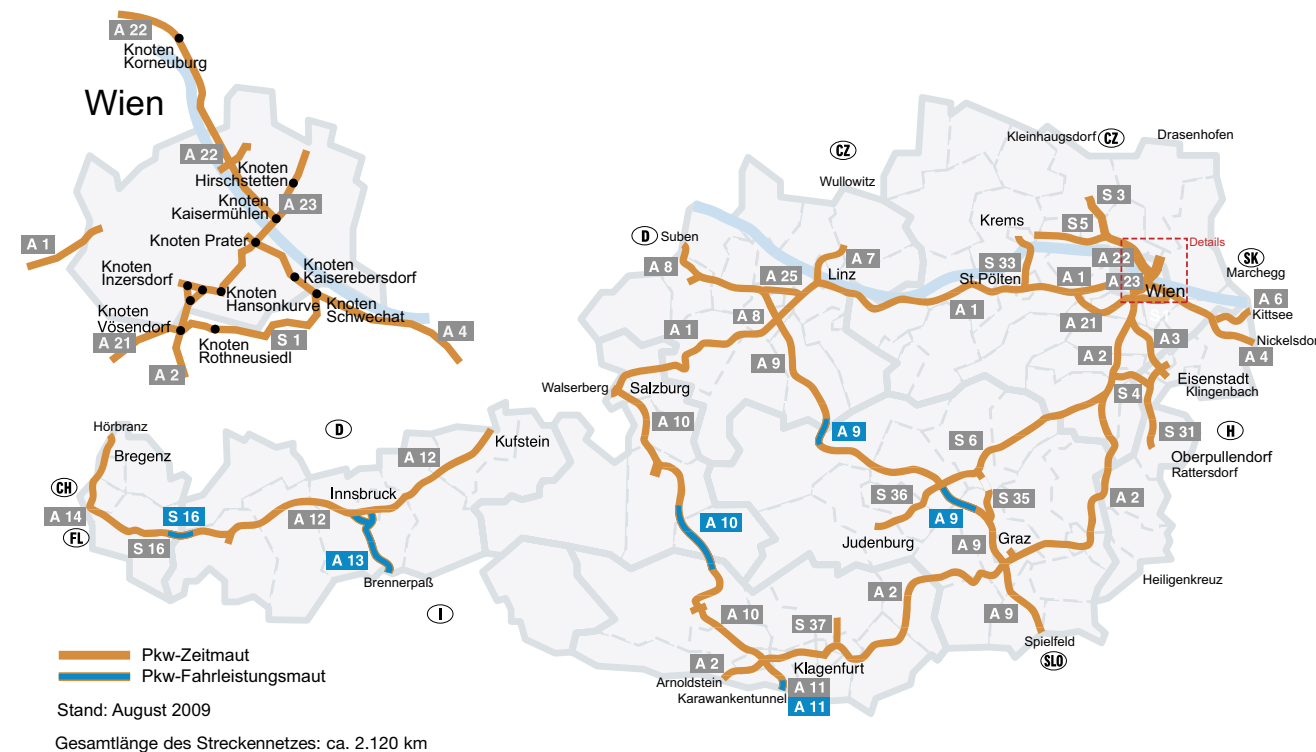 A 22
Knoten
Korneuburg
Wien
A 22
Knoten
Hirschstetten
Knoten
Kaisermühlen
A 23
A 1
Knoten Prater
Knoten
Inzersdorf
Knoten
Kaiserebersdorf
Knoten
Hansonkurve
Knoten
Schwechat
Knoten
Vösendorf
A 21
Knoten
Rothneusiedl
S 1
A 4
A 2
Kleinhaugsdorf
CZ
Drasenhofen
CZ
Wullowitz
S 3
Krems
S 5
D
Suben
Details
A 8
A 25
A 7
Linz
S 33
St.Pölten
A 1
A 22
A 23
Wien
SK
Marchegg
A 6
Kittsee
A 1
A 8
A 1
A 21
A 3
Nickelsdorf
A 4
A 9
A 2
Eisenstadt
Klingenbach
Walserberg
Salzburg
S 4
A 10
A 9
S 6
S 31
H
Oberpullendorf
Rattersdorf
Hörbranz
Bregenz
D
Kufstein
A 12
CH
Innsbruck
A 14
S 16
A 12
FL
S 16
A 13
Brennerpaß
I
S 36
S 35
A 2
A 10
A 9
Judenburg
A 9
Graz
Heiligenkreuz
A 2
A 10
S 37
A 9
Spielfeld
SLO
A 2
Klagenfurt
Arnoldstein
Karawankentunnel
A 11
A 11
Pkw-Zeitmaut
Pkw-Fahrleistungsmaut
Stand: August 2009
Gesamtlänge des Streckennetzes: ca. 2.120 km